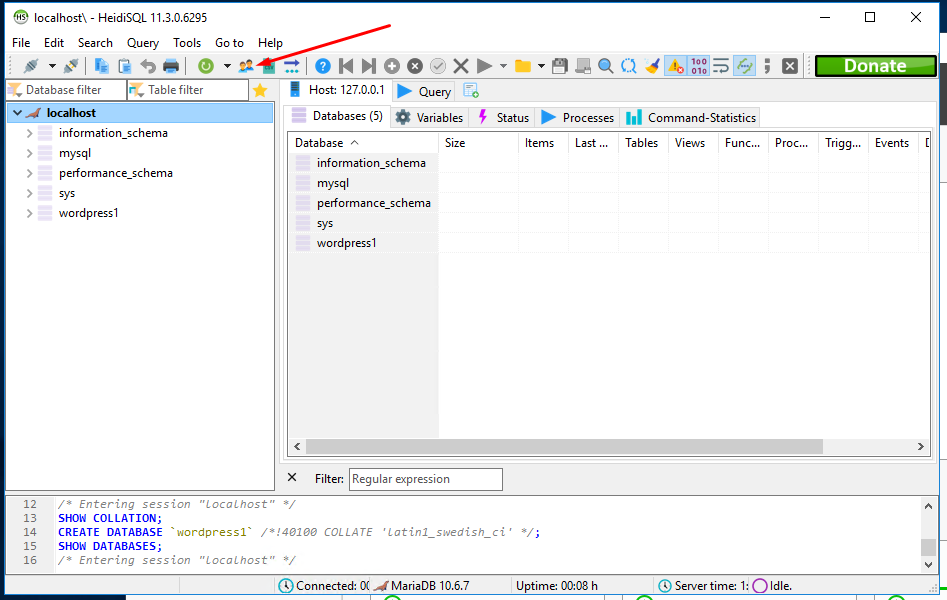 HS localhost\ - HeidiSQL 11.3.0.6295
File Edit Search Query Tools Go to Help
100 010 ; Donate
Database filter Table filter Host: 127.0.0.1 Query
localhost
information_schema
mysql
performance_schema
sys
wordpress1
Databases (5) Variables Status Processes Command-Statistics
Database Size Items Last ... Tables Views Func... Proc... Trigg... Events
information_schema
mysql
performance_schema
sys
wordpress1
Filter: Regular expression
12 /* Entering session "localhost" */
13 SHOW COLLATION;
14 CREATE DATABASE `wordpress1` /*!40100 COLLATE 'latin1_swedish_ci' */;
15 SHOW DATABASES;
16 /* Entering session "localhost" */
Connected: 00 MariaDB 10.6.7 Uptime: 00:08 h Server time: 1: Idle.